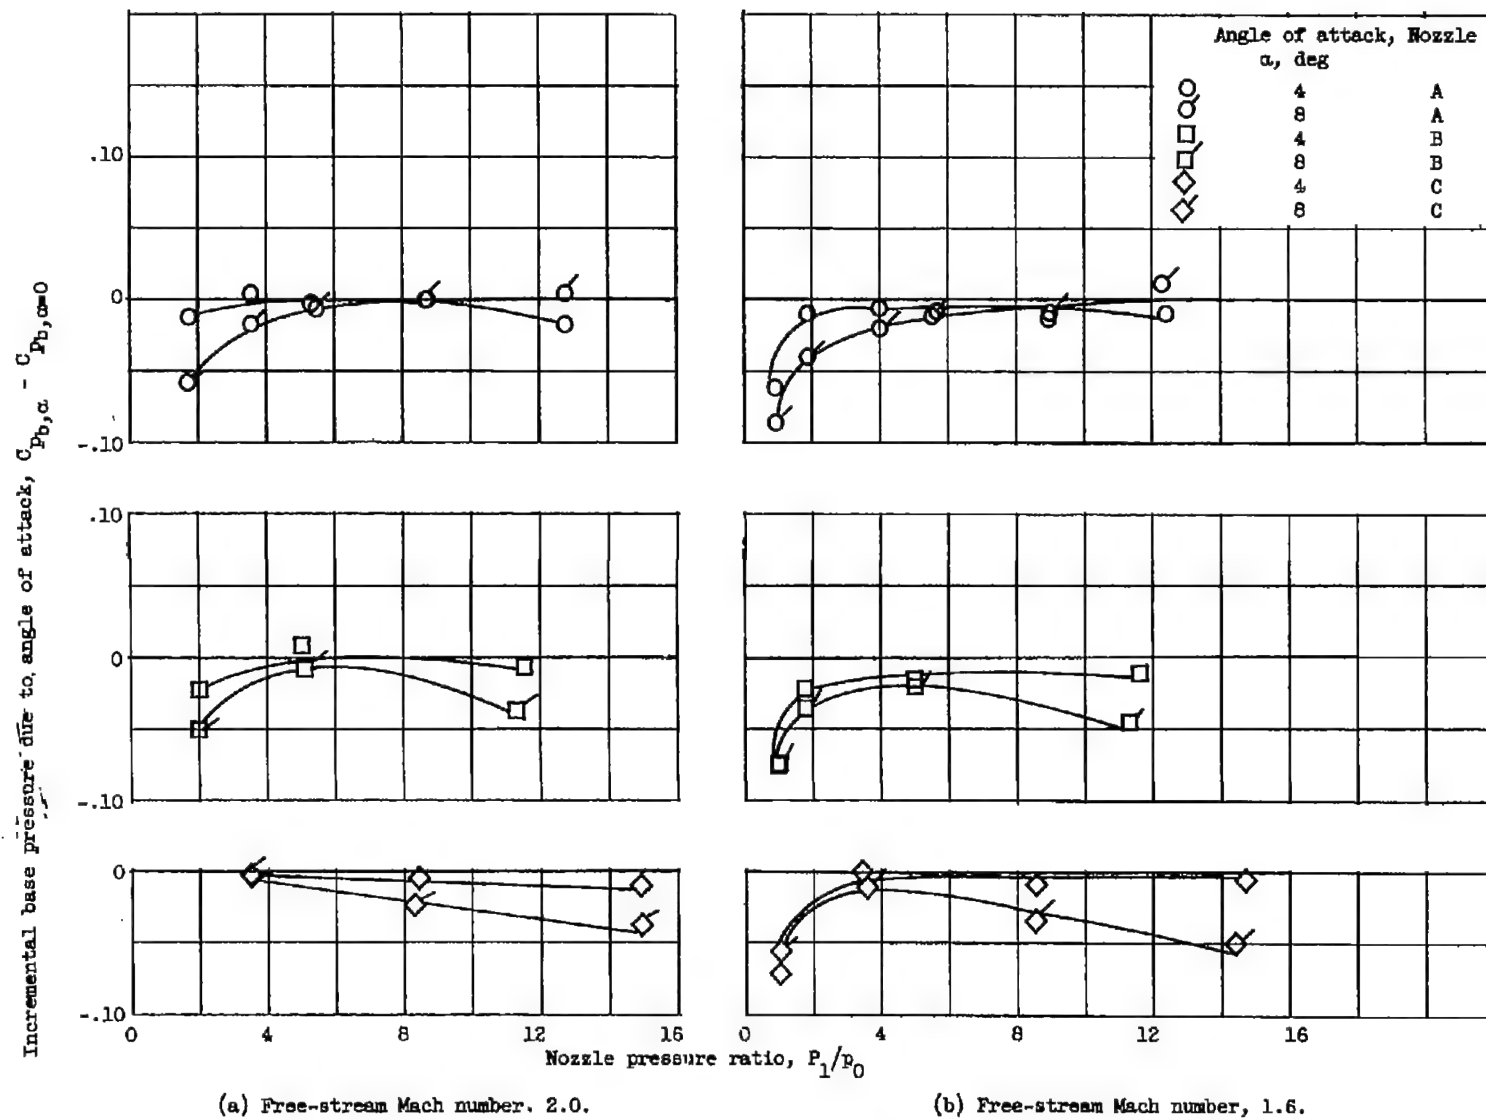 Angle of attack, Nozzle
α, deg
4 A
8 A
4 B
8 B
4 C
8 C
.10
0
-.10
.10
0
-.10
0
-.10
Incremental base pressure due to angle of attack, C_{p_b,α} - C_{p_b,α=0}
0 4 8 12 16
0 4 8 12 16
Nozzle pressure ratio, P_1/p_0
(a) Free-stream Mach number. 2.0.
(b) Free-stream Mach number, 1.6.